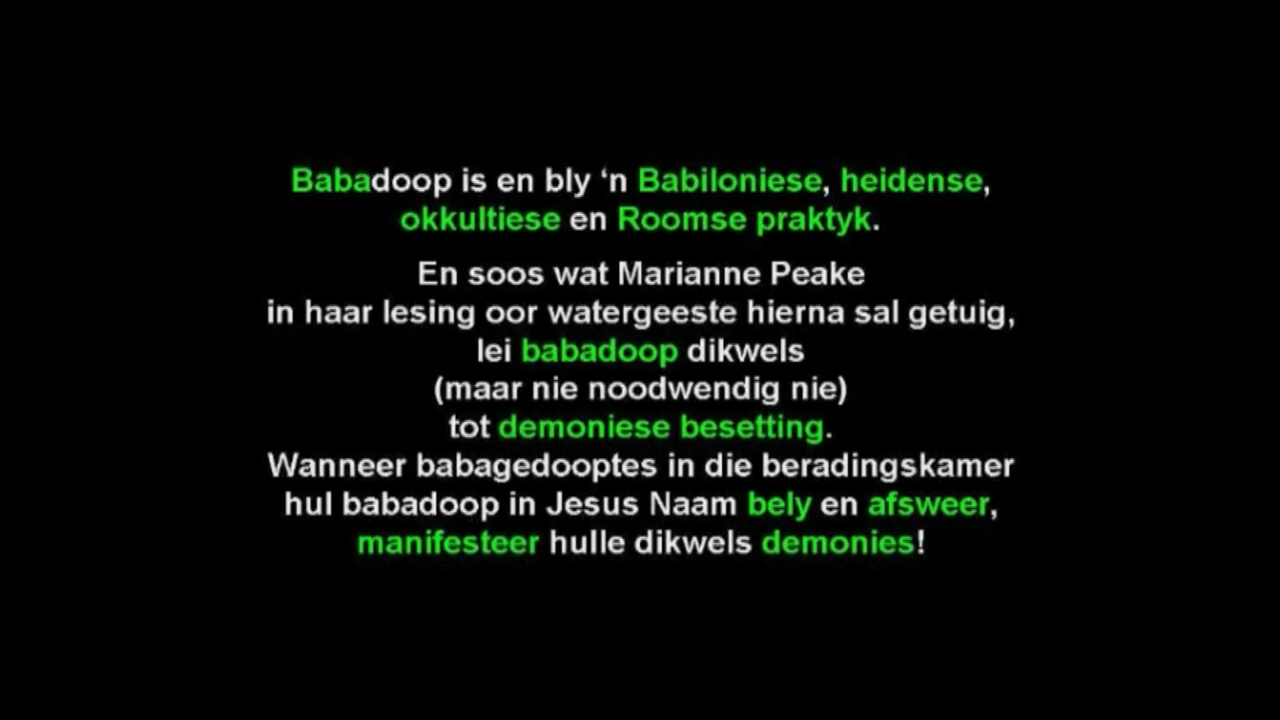 Babadoop is en bly ‘n Babiloniese, heidense,
okkultiese en Roomse praktyk.
En soos wat Marianne Peake
in haar lesing oor watergeeste hierna sal getuig,
lei babadoop dikwels
(maar nie noodwendig nie)
tot demoniese besetting.
Wanneer babagedooptes in die beradingskamer
hul babadoop in Jesus Naam bely en afsweer,
manifesteer hulle dikwels demonies!